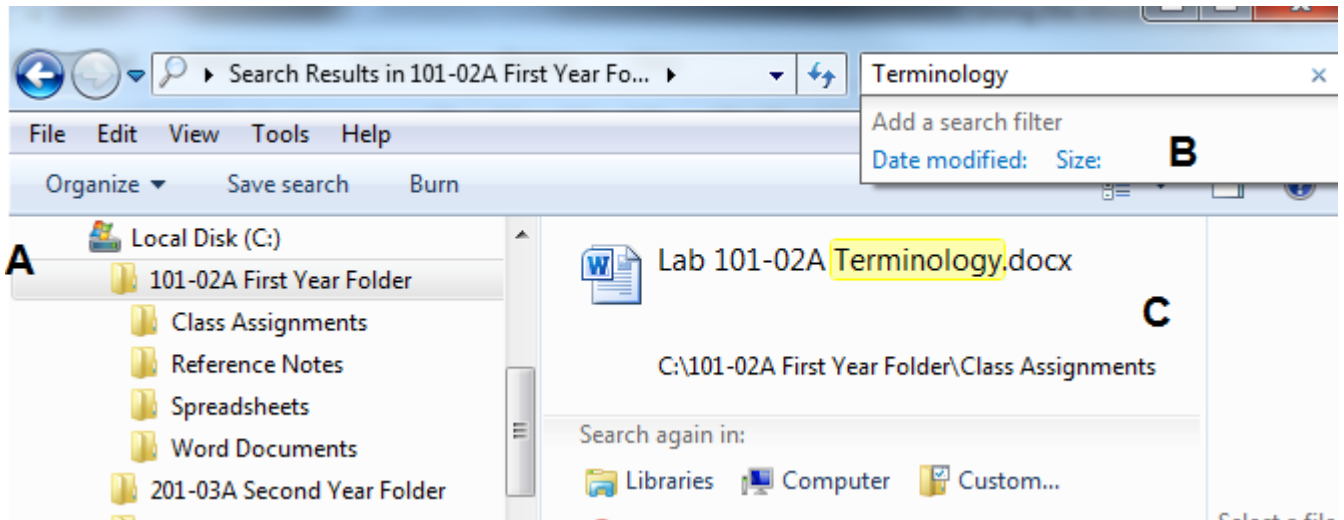 Search Results in 101-02A First Year Fo...
Terminology
File Edit View Tools Help
Add a search filter
Date modified: Size:
B
Organize Save search Burn
A
Local Disk (C:)
101-02A First Year Folder
Class Assignments
Reference Notes
Spreadsheets
Word Documents
201-03A Second Year Folder
Lab 101-02A Terminology.docx
C
C:\101-02A First Year Folder\Class Assignments
Search again in:
Libraries Computer Custom...